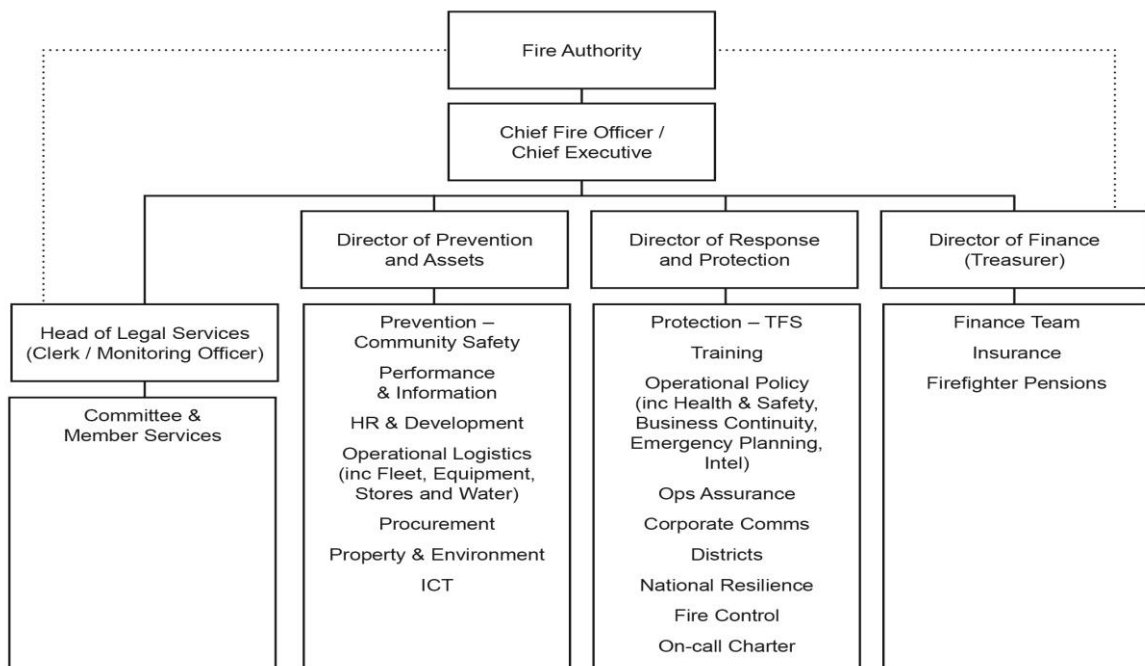 Fire Authority
Chief Fire Officer /
Chief Executive
Head of Legal Services
(Clerk / Monitoring Officer)
Committee &
Member Services
Director of Prevention
and Assets
Prevention –
Community Safety
Performance
& Information
HR & Development
Operational Logistics
(inc Fleet, Equipment,
Stores and Water)
Procurement
Property & Environment
ICT
Director of Response
and Protection
Protection – TFS
Training
Operational Policy
(inc Health & Safety,
Business Continuity,
Emergency Planning,
Intel)
Ops Assurance
Corporate Comms
Districts
National Resilience
Fire Control
On-call Charter
Director of Finance
(Treasurer)
Finance Team
Insurance
Firefighter Pensions